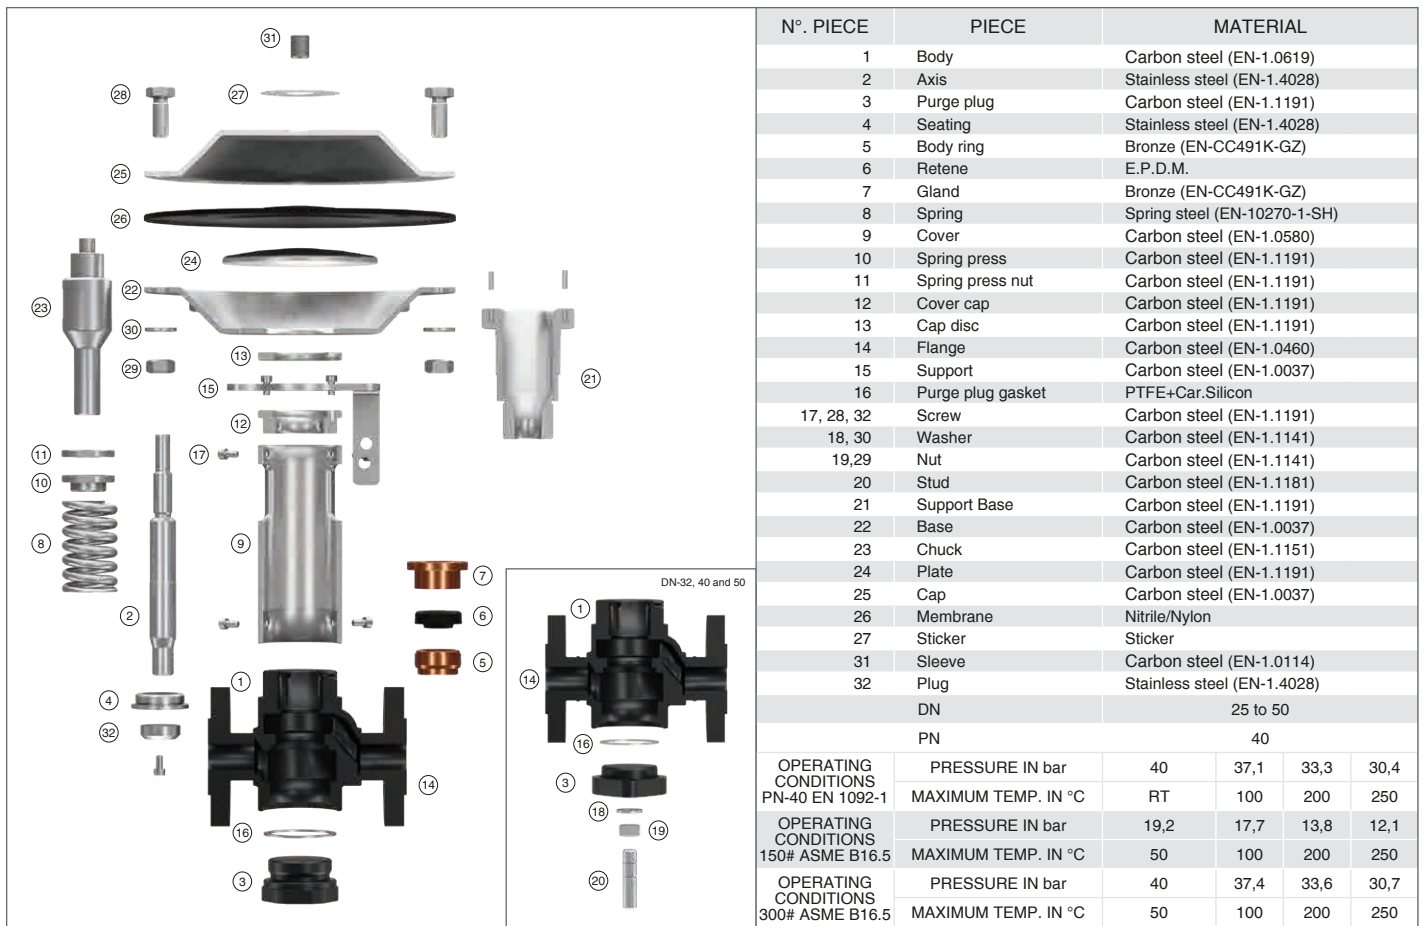 31
28
27
25
26
24
23
22
30
29
13
15
21
12
17
11
10
8
9
2
7
6
5
1
4
32
14
16
3
DN-32, 40 and 50
1
14
16
3
18
19
20
N°. PIECE PIECE MATERIAL
1 Body Carbon steel (EN-1.0619)
2 Axis Stainless steel (EN-1.4028)
3 Purge plug Carbon steel (EN-1.1191)
4 Seating Stainless steel (EN-1.4028)
5 Body ring Bronze (EN-CC491K-GZ)
6 Retene E.P.D.M.
7 Gland Bronze (EN-CC491K-GZ)
8 Spring Spring steel (EN-10270-1-SH)
9 Cover Carbon steel (EN-1.0580)
10 Spring press Carbon steel (EN-1.1191)
11 Spring press nut Carbon steel (EN-1.1191)
12 Cover cap Carbon steel (EN-1.1191)
13 Cap disc Carbon steel (EN-1.1191)
14 Flange Carbon steel (EN-1.0460)
15 Support Carbon steel (EN-1.0037)
16 Purge plug gasket PTFE+Car.Silicon
17, 28, 32 Screw Carbon steel (EN-1.1191)
18, 30 Washer Carbon steel (EN-1.1141)
19,29 Nut Carbon steel (EN-1.1141)
20 Stud Carbon steel (EN-1.1181)
21 Support Base Carbon steel (EN-1.1191)
22 Base Carbon steel (EN-1.0037)
23 Chuck Carbon steel (EN-1.1151)
24 Plate Carbon steel (EN-1.1191)
25 Cap Carbon steel (EN-1.0037)
26 Membrane Nitrile/Nylon
27 Sticker Sticker
31 Sleeve Carbon steel (EN-1.0114)
32 Plug Stainless steel (EN-1.4028)
DN 25 to 50
PN 40
OPERATING
CONDITIONS
PN-40 EN 1092-1
PRESSURE IN bar 40 37,1 33,3 30,4
MAXIMUM TEMP. IN °C RT 100 200 250
OPERATING
CONDITIONS
150# ASME B16.5
PRESSURE IN bar 19,2 17,7 13,8 12,1
MAXIMUM TEMP. IN °C 50 100 200 250
OPERATING
CONDITIONS
300# ASME B16.5
PRESSURE IN bar 40 37,4 33,6 30,7
MAXIMUM TEMP. IN °C 50 100 200 250